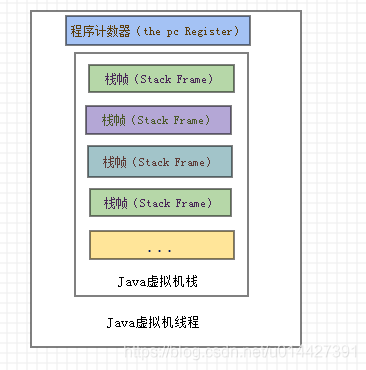 程序计数器（the pc Register）
栈帧（Stack Frame）
栈帧（Stack Frame）
栈帧（Stack Frame）
栈帧（Stack Frame）
...
Java虚拟机栈
Java虚拟机线程
https://blog.csdn.net/u014427391